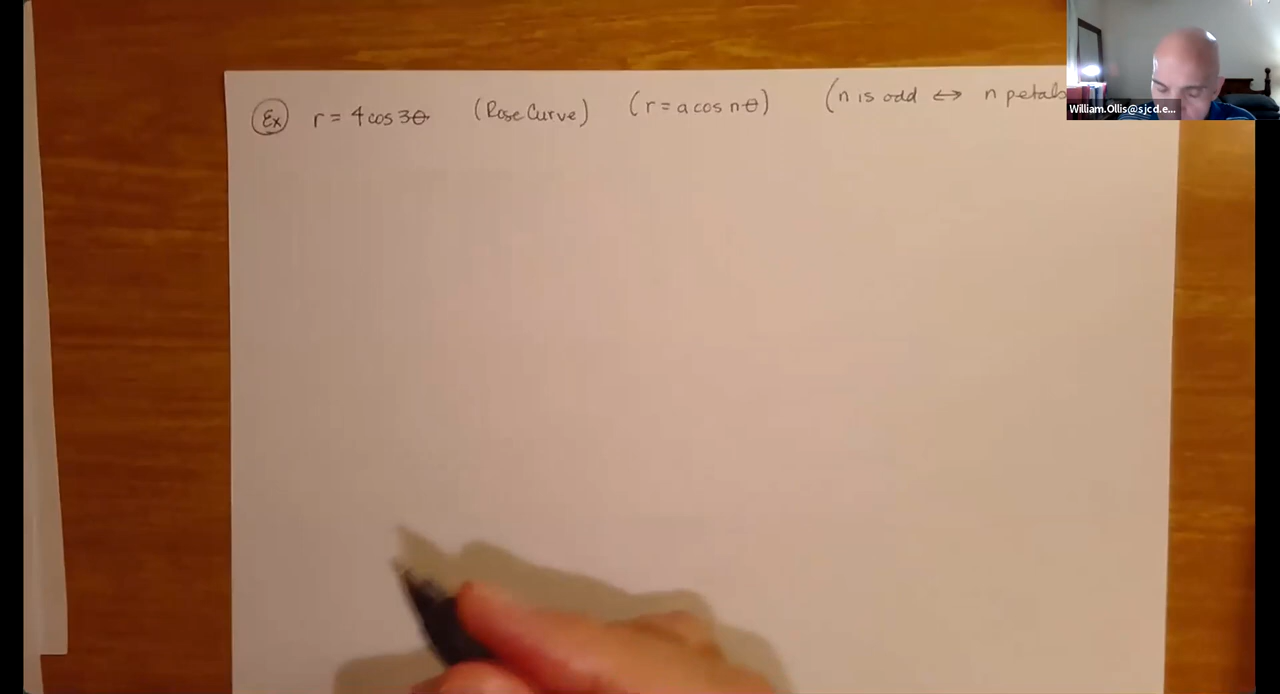 Ex r = 4 cos 3θ (Rose Curve) (r = a cos nθ) (n is odd ↔ n petals
William.Ollis@sjcd.e...